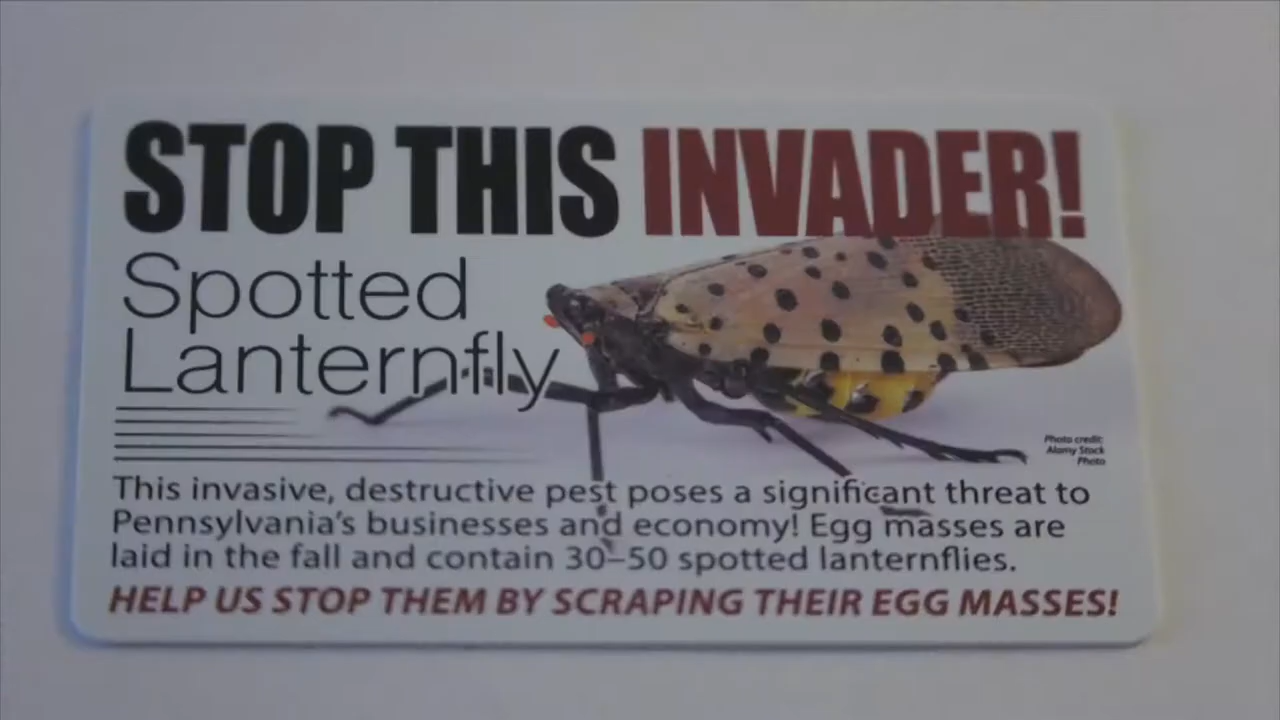 STOP THIS INVADER!
Spotted
Lanternfly
Photo credit:
Alamy Stock
Photo
This invasive, destructive pest poses a significant threat to
Pennsylvania's businesses and economy! Egg masses are
laid in the fall and contain 30–50 spotted lanternflies.
HELP US STOP THEM BY SCRAPING THEIR EGG MASSES!